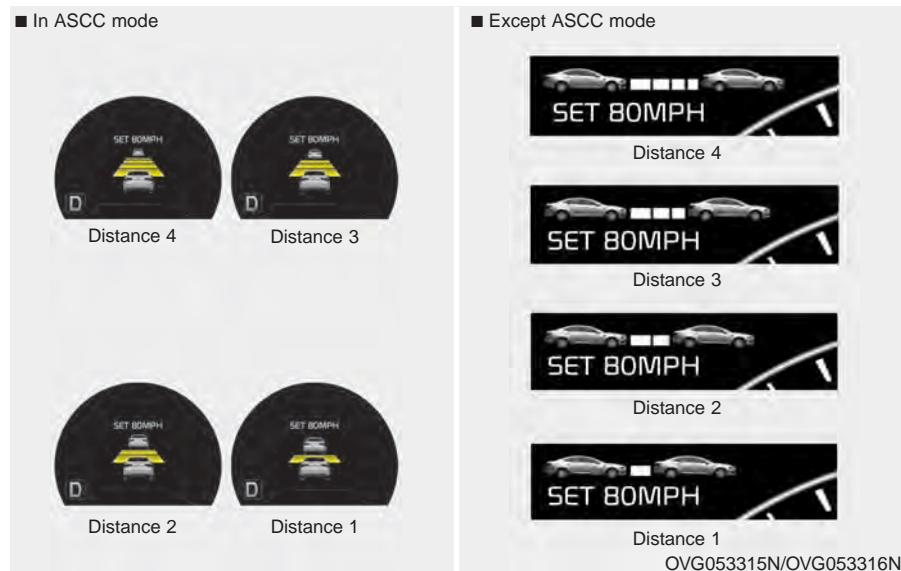 ■ In ASCC mode
SET 80MPH
D
Distance 4
SET 80MPH
D
Distance 3
SET 80MPH
D
Distance 2
SET 80MPH
D
Distance 1
■ Except ASCC mode
SET 80MPH
Distance 4
SET 80MPH
Distance 3
SET 80MPH
Distance 2
SET 80MPH
Distance 1
OVG053315N/OVG053316N